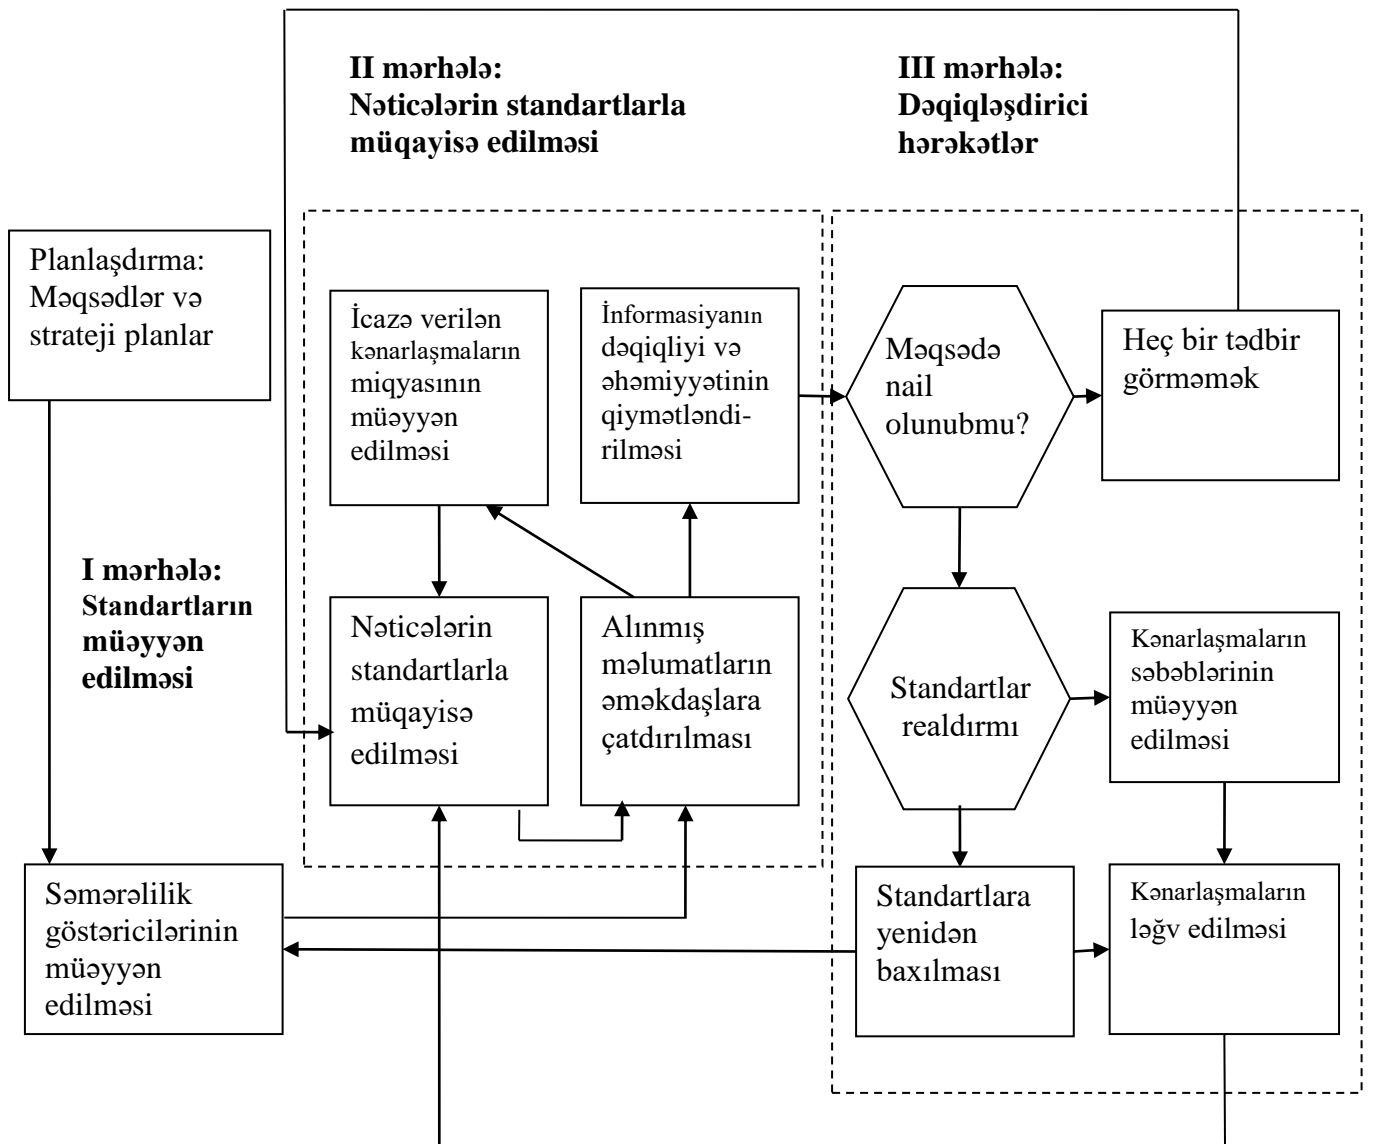 II mərhələ:
Nəticələrin standartlarla
müqayisə edilməsi
III mərhələ:
Dəqiqləşdirici
hərəkətlər
Planlaşdırma:
Məqsədlər və
strateji planlar
İcazə verilən
kənarlaşmaların
miqyasının
müəyyən
edilməsi
İnformasiyanın
dəqiqliyi və
əhəmiyyətinin
qiymətləndi-
rilməsi
Məqsədə
nail
olunubmu?
Heç bir tədbir
görməmək
I mərhələ:
Standartların
müəyyən
edilməsi
Nəticələrin
standartlarla
müqayisə
edilməsi
Alınmış
məlumatların
əməkdaşlara
çatdırılması
Standartlar
realdırmı
Kənarlaşmaların
səbəblərinin
müəyyən
edilməsi
Səmərəlilik
göstəricilərinin
müəyyən
edilməsi
Standartlara
yenidən
baxılması
Kənarlaşmaların
ləğv edilməsi